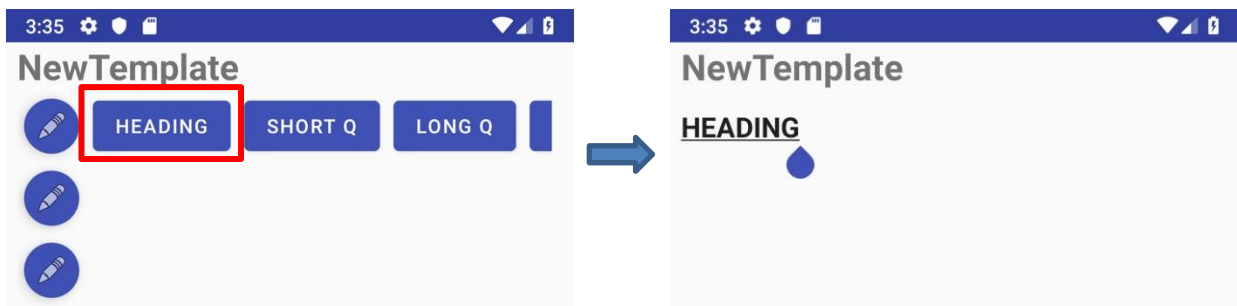 3:35
NewTemplate
HEADING SHORT Q LONG Q
3:35
NewTemplate
HEADING